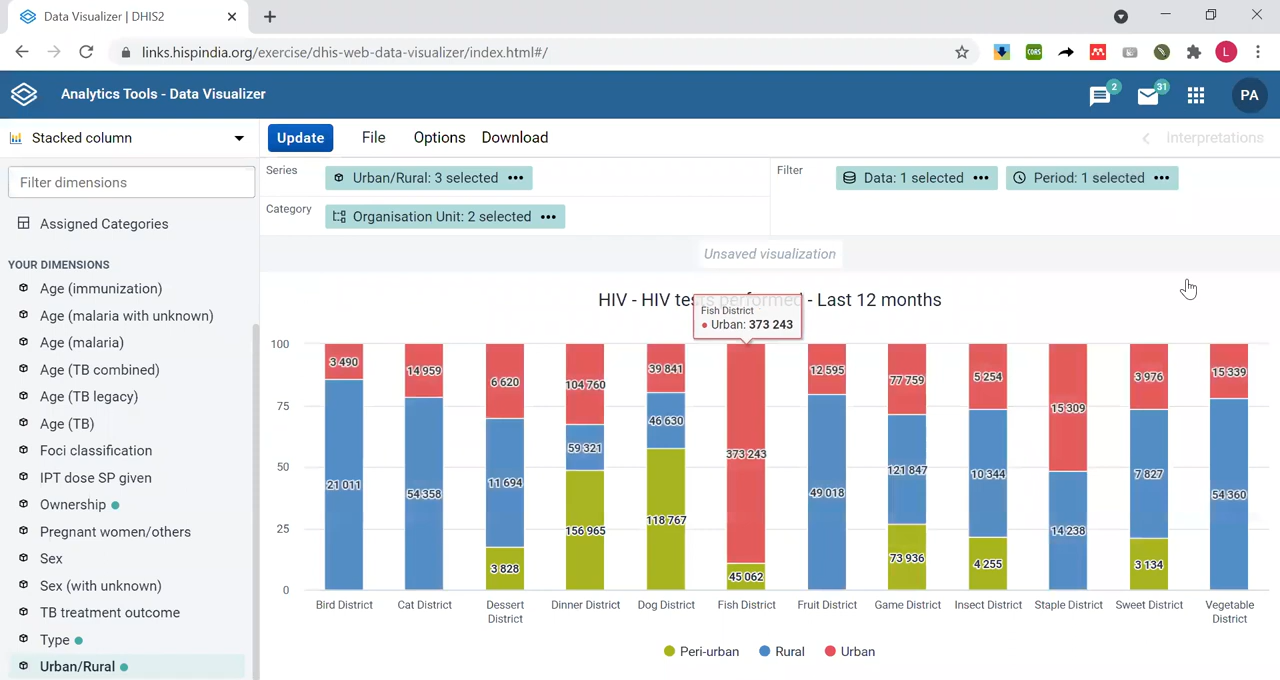 Data Visualizer | DHIS2
links.hispindia.org/exercise/dhis-web-data-visualizer/index.html#/
CORS
L
Analytics Tools - Data Visualizer
2
31
PA
Stacked column
Update File Options Download
Interpretations
Filter dimensions
Series
Urban/Rural: 3 selected •••
Filter
Data: 1 selected •••
Period: 1 selected •••
Category
Organisation Unit: 2 selected •••
Assigned Categories
YOUR DIMENSIONS
Age (immunization)
Age (malaria with unknown)
Age (malaria)
Age (TB combined)
Age (TB legacy)
Age (TB)
Foci classification
IPT dose SP given
Ownership
Pregnant women/others
Sex
Sex (with unknown)
TB treatment outcome
Type
Urban/Rural
Unsaved visualization
HIV - HIV tests performed - Last 12 months
Fish District
Urban: 373 243
100
75
50
25
0
3 490
21 011
14 959
54 358
6 620
11 694
3 828
104 760
59 321
156 965
39 841
46 630
118 767
373 243
45 062
12 595
49 018
77 759
121 847
73 936
5 254
10 344
4 255
15 309
14 238
3 976
7 827
3 134
15 339
54 360
Bird District
Cat District
Dessert
District
Dinner District
Dog District
Fish District
Fruit District
Game District
Insect District
Staple District
Sweet District
Vegetable
District
Peri-urban Rural Urban